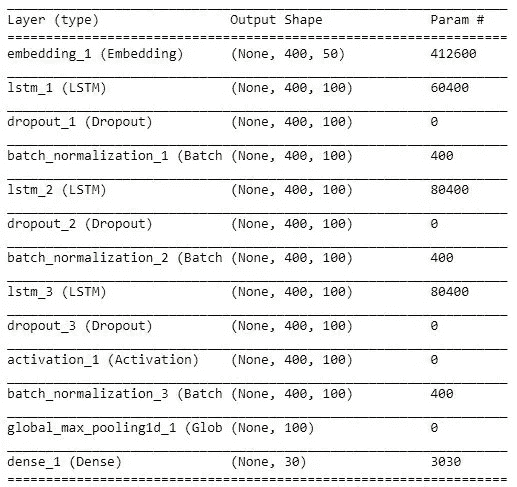 Layer (type) Output Shape Param #
=================================================================
embedding_1 (Embedding) (None, 400, 50) 412600
lstm_1 (LSTM) (None, 400, 100) 60400
dropout_1 (Dropout) (None, 400, 100) 0
batch_normalization_1 (Batch (None, 400, 100) 400
lstm_2 (LSTM) (None, 400, 100) 80400
dropout_2 (Dropout) (None, 400, 100) 0
batch_normalization_2 (Batch (None, 400, 100) 400
lstm_3 (LSTM) (None, 400, 100) 80400
dropout_3 (Dropout) (None, 400, 100) 0
activation_1 (Activation) (None, 400, 100) 0
batch_normalization_3 (Batch (None, 400, 100) 400
global_max_pooling1d_1 (Glob (None, 100) 0
dense_1 (Dense) (None, 30) 3030
=================================================================